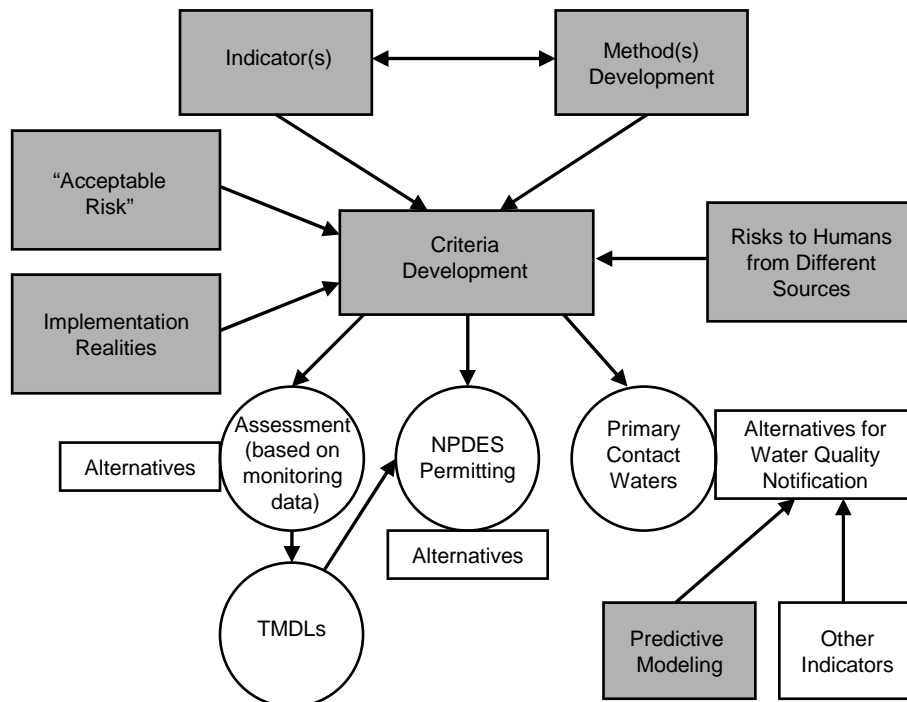 Indicator(s)
Method(s)
Development
“Acceptable
Risk”
Criteria
Development
Risks to Humans
from Different
Sources
Implementation
Realities
Assessment
(based on
monitoring
data)
Alternatives
NPDES
Permitting
Alternatives
Primary
Contact
Waters
Alternatives for
Water Quality
Notification
TMDLs
Predictive
Modeling
Other
Indicators